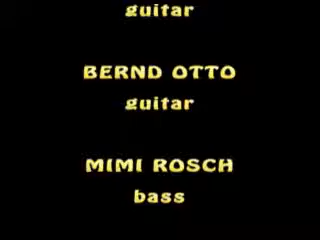 guitar
BERND OTTO
guitar
MIMI ROSCH
bass